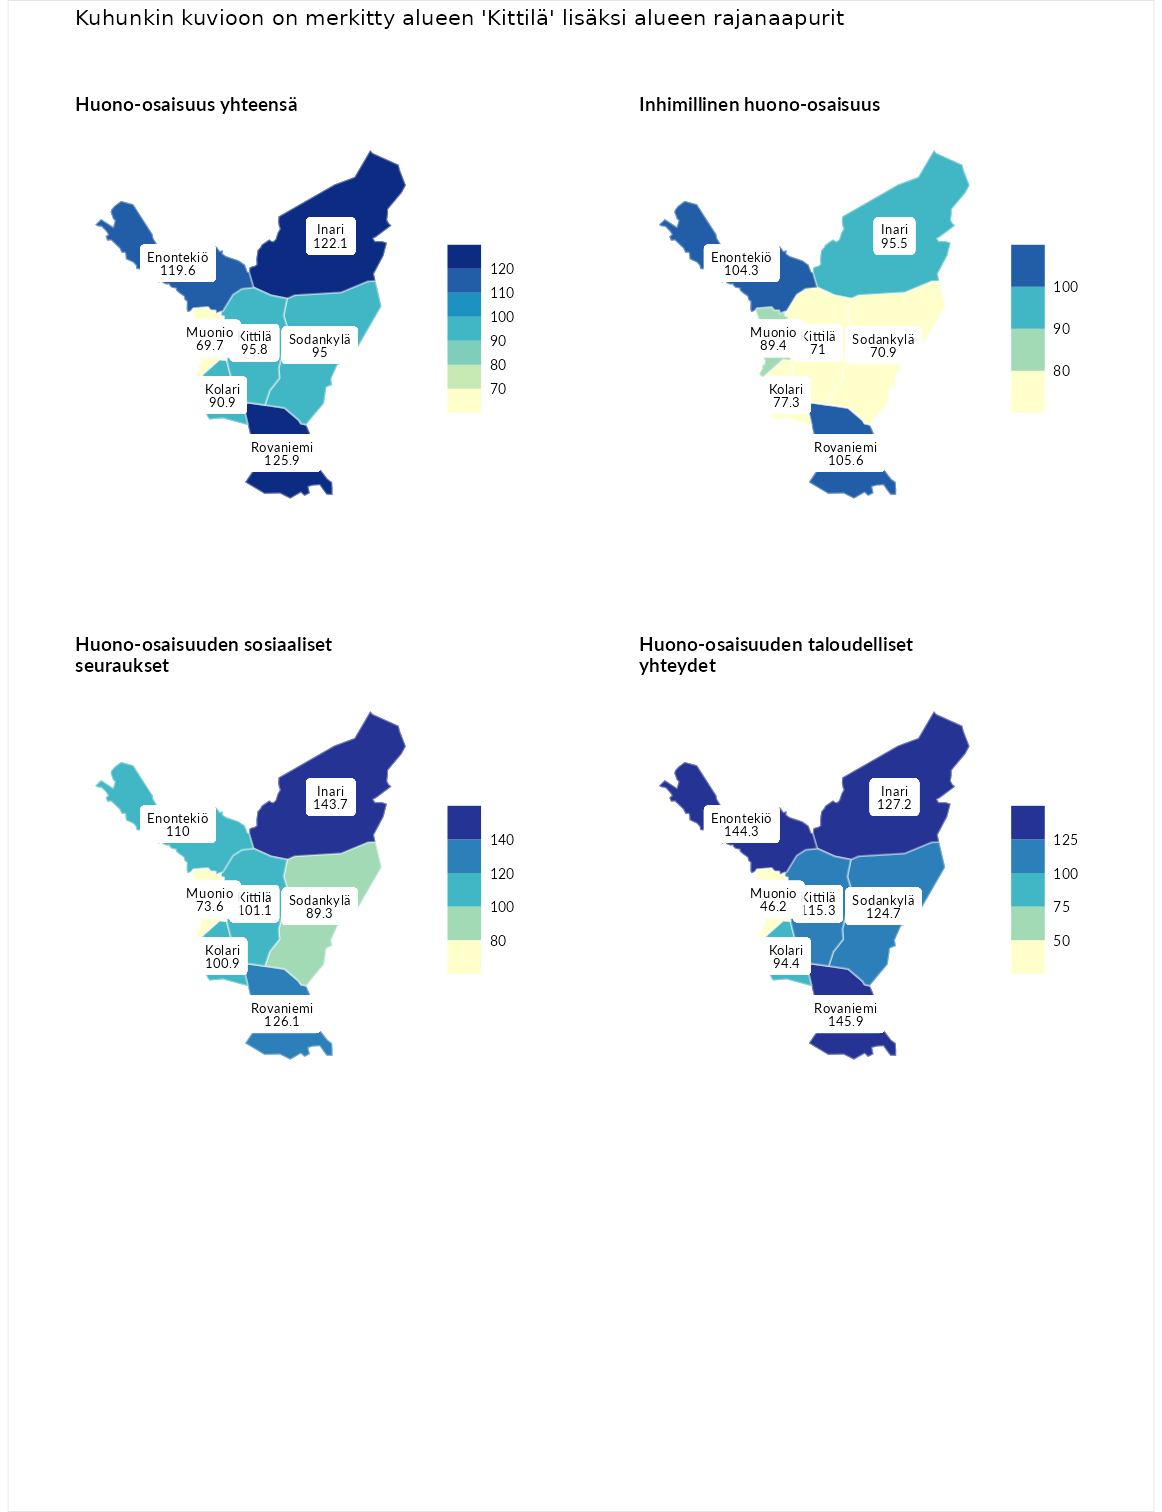 Kuhunkin kuvioon on merkitty alueen 'Kittilä' lisäksi alueen rajanaapurit
Huono-osaisuus yhteensä
Inari
122.1
Enontekiö
119.6
Muonio
69.7
Kittilä
95.8
Sodankylä
95
Kolari
90.9
Rovaniemi
125.9
120
110
100
90
80
70
Inhimillinen huono-osaisuus
Inari
95.5
Enontekiö
104.3
Muonio
89.4
Kittilä
71
Sodankylä
70.9
Kolari
77.3
Rovaniemi
105.6
100
90
80
Huono-osaisuuden sosiaaliset
seuraukset
Inari
143.7
Enontekiö
110
Muonio
73.6
Kittilä
101.1
Sodankylä
89.3
Kolari
100.9
Rovaniemi
126.1
140
120
100
80
Huono-osaisuuden taloudelliset
yhteydet
Inari
127.2
Enontekiö
144.3
Muonio
46.2
Kittilä
115.3
Sodankylä
124.7
Kolari
94.4
Rovaniemi
145.9
125
100
75
50